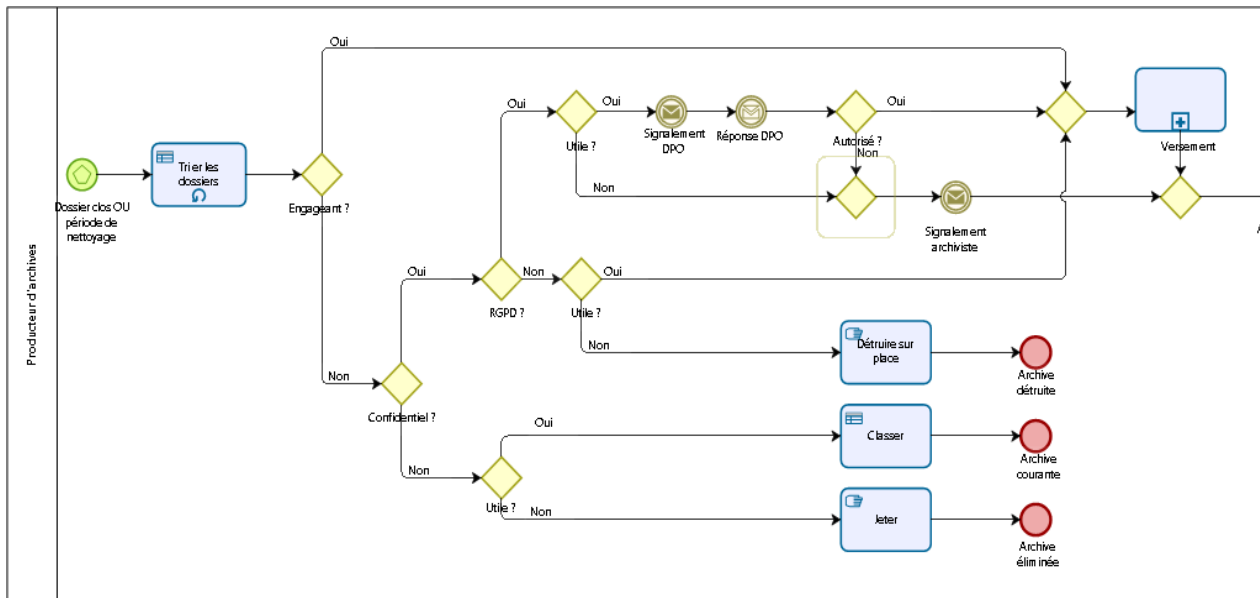 Producteur d'archives
Dossier clos OU
période de
nettoyage
Trier les
dossiers
Engageant ?
Oui
Non
Confidentiel ?
Oui
Non
RGPD ?
Oui
Non
Utile ?
Oui
Non
Signalement
DPO
Réponse DPO
Autorisé ?
Oui
Non
Signalement
archiviste
Versement
Utile ?
Oui
Non
Détruire sur
place
Archive
détruite
Utile ?
Oui
Non
Classer
Archive
courante
Jeter
Archive
éliminée